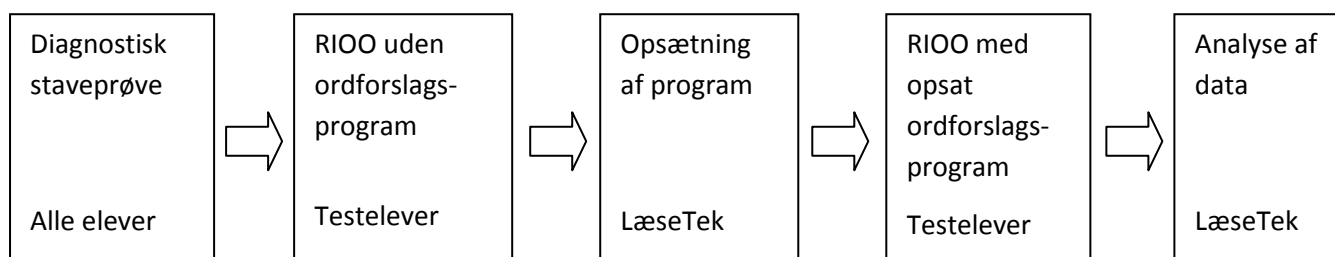 Diagnostisk
staveprøve
Alle elever
RIOO uden
ordforslags-
program
Testelever
Opsætning
af program
LæseTek
RIOO med
opsat
ordforslags-
program
Testelever
Analyse af
data
LæseTek